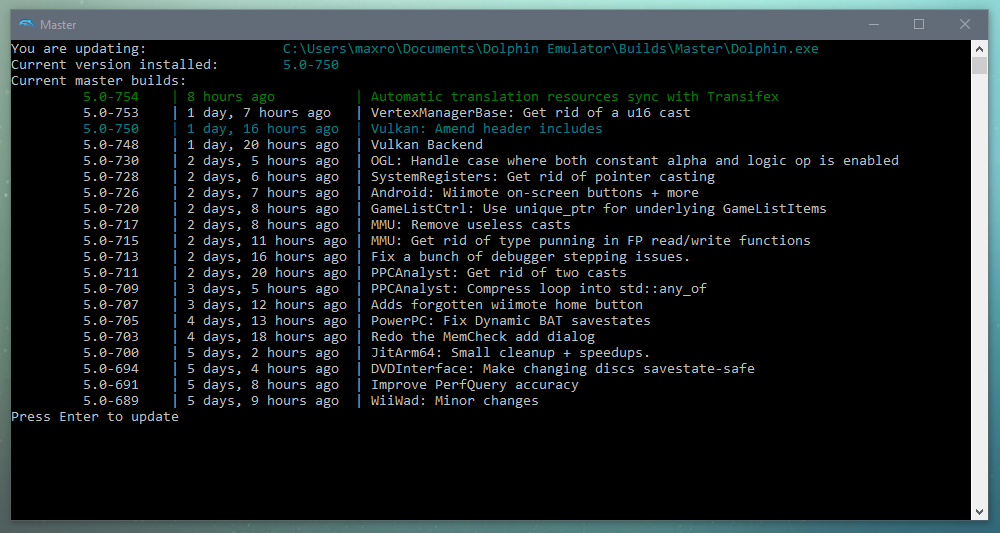 Master
You are updating: C:\Users\maxro\Documents\Dolphin Emulator\Builds\Master\Dolphin.exe
Current version installed: 5.0-750
Current master builds:
5.0-754 | 8 hours ago | Automatic translation resources sync with Transifex
5.0-753 | 1 day, 7 hours ago | VertexManagerBase: Get rid of a u16 cast
5.0-750 | 1 day, 16 hours ago | Vulkan: Amend header includes
5.0-748 | 1 day, 20 hours ago | Vulkan Backend
5.0-730 | 2 days, 5 hours ago | OGL: Handle case where both constant alpha and logic op is enabled
5.0-728 | 2 days, 6 hours ago | SystemRegisters: Get rid of pointer casting
5.0-726 | 2 days, 7 hours ago | Android: Wiimote on-screen buttons + more
5.0-720 | 2 days, 8 hours ago | GameListCtrl: Use unique_ptr for underlying GameListItems
5.0-717 | 2 days, 8 hours ago | MMU: Remove useless casts
5.0-715 | 2 days, 11 hours ago | MMU: Get rid of type punning in FP read/write functions
5.0-713 | 2 days, 16 hours ago | Fix a bunch of debugger stepping issues.
5.0-711 | 2 days, 20 hours ago | PPCAnalyst: Get rid of two casts
5.0-709 | 3 days, 5 hours ago | PPCAnalyst: Compress loop into std::any_of
5.0-707 | 3 days, 12 hours ago | Adds forgotten wiimote home button
5.0-705 | 4 days, 13 hours ago | PowerPC: Fix Dynamic BAT savestates
5.0-703 | 4 days, 18 hours ago | Redo the MemCheck add dialog
5.0-700 | 5 days, 2 hours ago | JitArm64: Small cleanup + speedups.
5.0-694 | 5 days, 4 hours ago | DVDInterface: Make changing discs savestate-safe
5.0-691 | 5 days, 8 hours ago | Improve PerfQuery accuracy
5.0-689 | 5 days, 9 hours ago | WiiWad: Minor changes
Press Enter to update